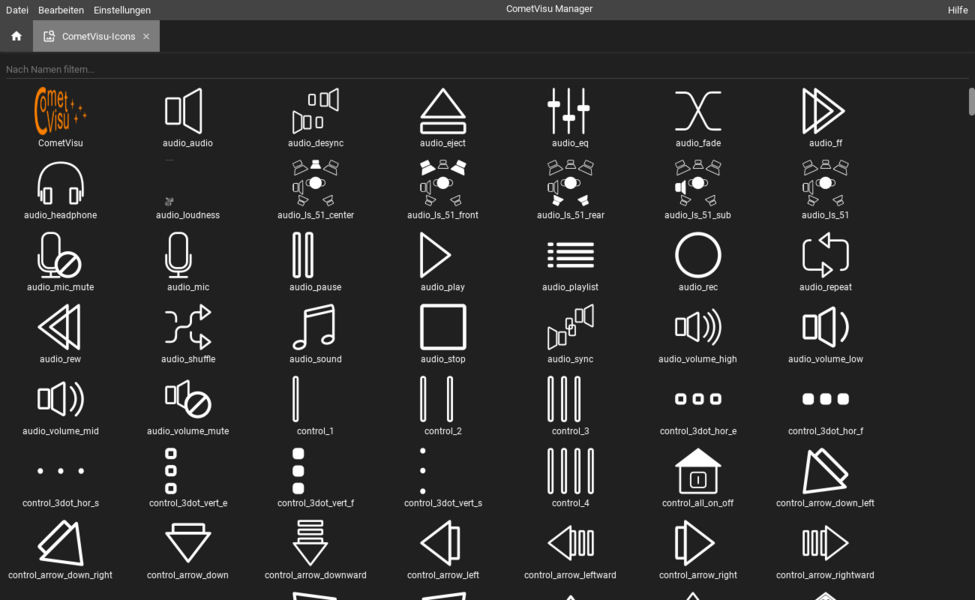 Datei Bearbeiten Einstellungen CometVisu Manager Hilfe
CometVisu-Icons
Nach Namen filtern...
Comet
Visu
CometVisu audio_audio audio_desync audio_eject audio_eq audio_fade audio_ff
audio_headphone audio_loudness audio_ls_51_center audio_ls_51_front audio_ls_51_rear audio_ls_51_sub audio_ls_51
audio_mic_mute audio_mic audio_pause audio_play audio_playlist audio_rec audio_repeat
audio_rew audio_shuffle audio_sound audio_stop audio_sync audio_volume_high audio_volume_low
audio_volume_mid audio_volume_mute control_1 control_2 control_3 control_3dot_hor_e control_3dot_hor_f
control_3dot_hor_s control_3dot_vert_e control_3dot_vert_f control_3dot_vert_s control_4 control_all_on_off control_arrow_down_left
control_arrow_down_right control_arrow_down control_arrow_downward control_arrow_left control_arrow_leftward control_arrow_right control_arrow_rightward